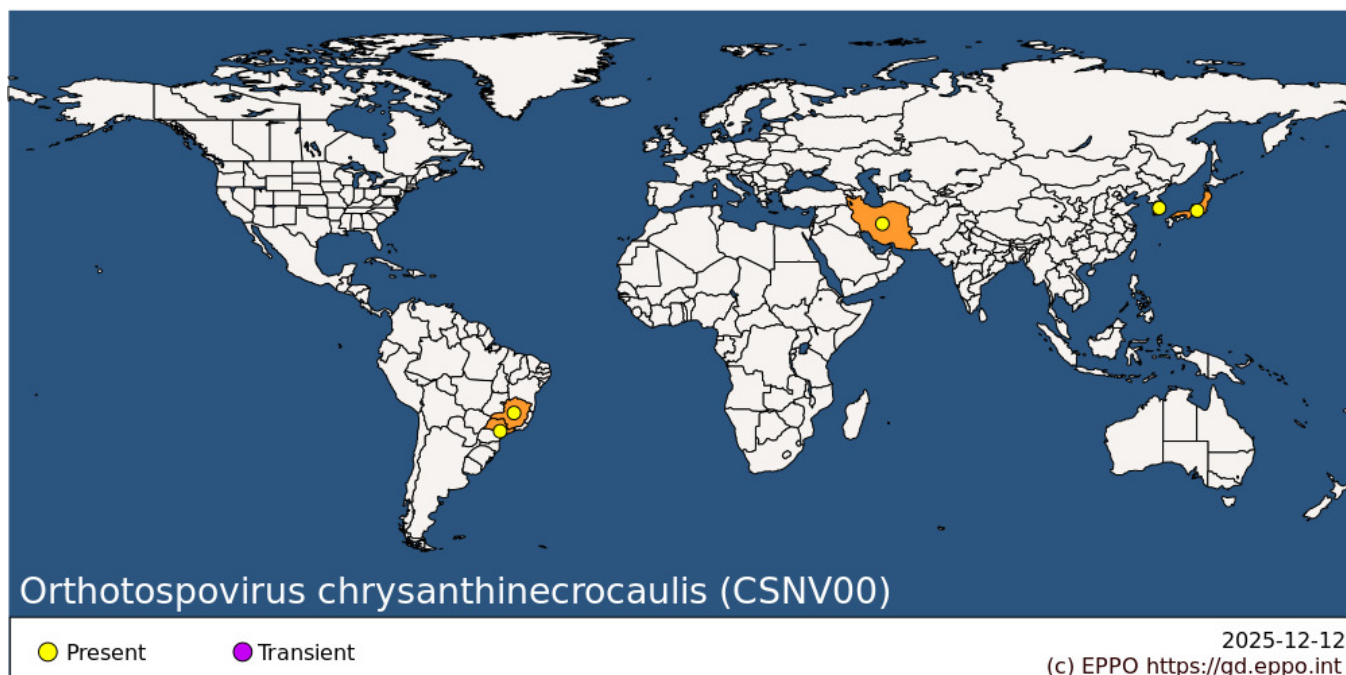 Orthotospovirus chrysanthinecrocaulis (CSNV00)
Present
Transient
2025-12-12
(c) EPPO https://gd.eppo.int